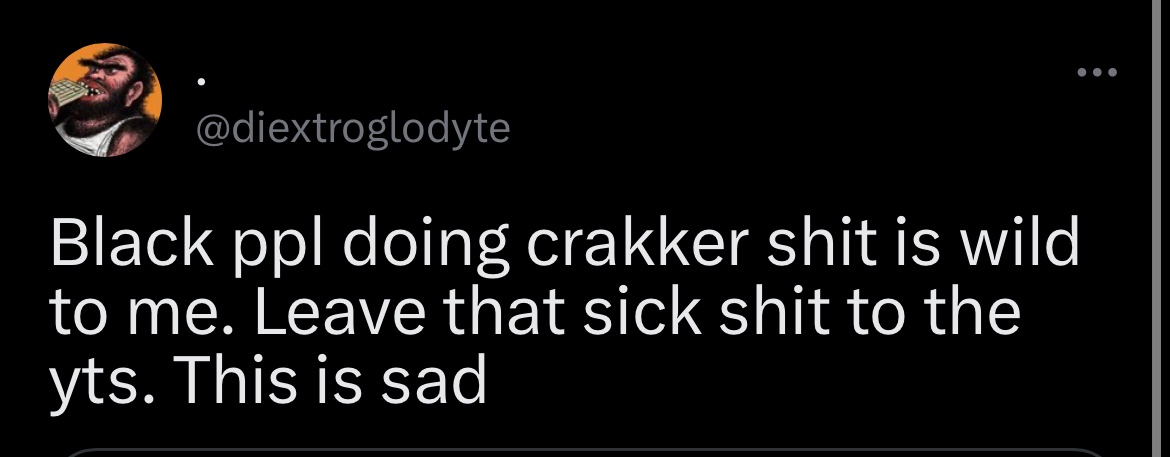 .
@diextroglodyte
Black ppl doing crakker shit is wild
to me. Leave that sick shit to the
yts. This is sad